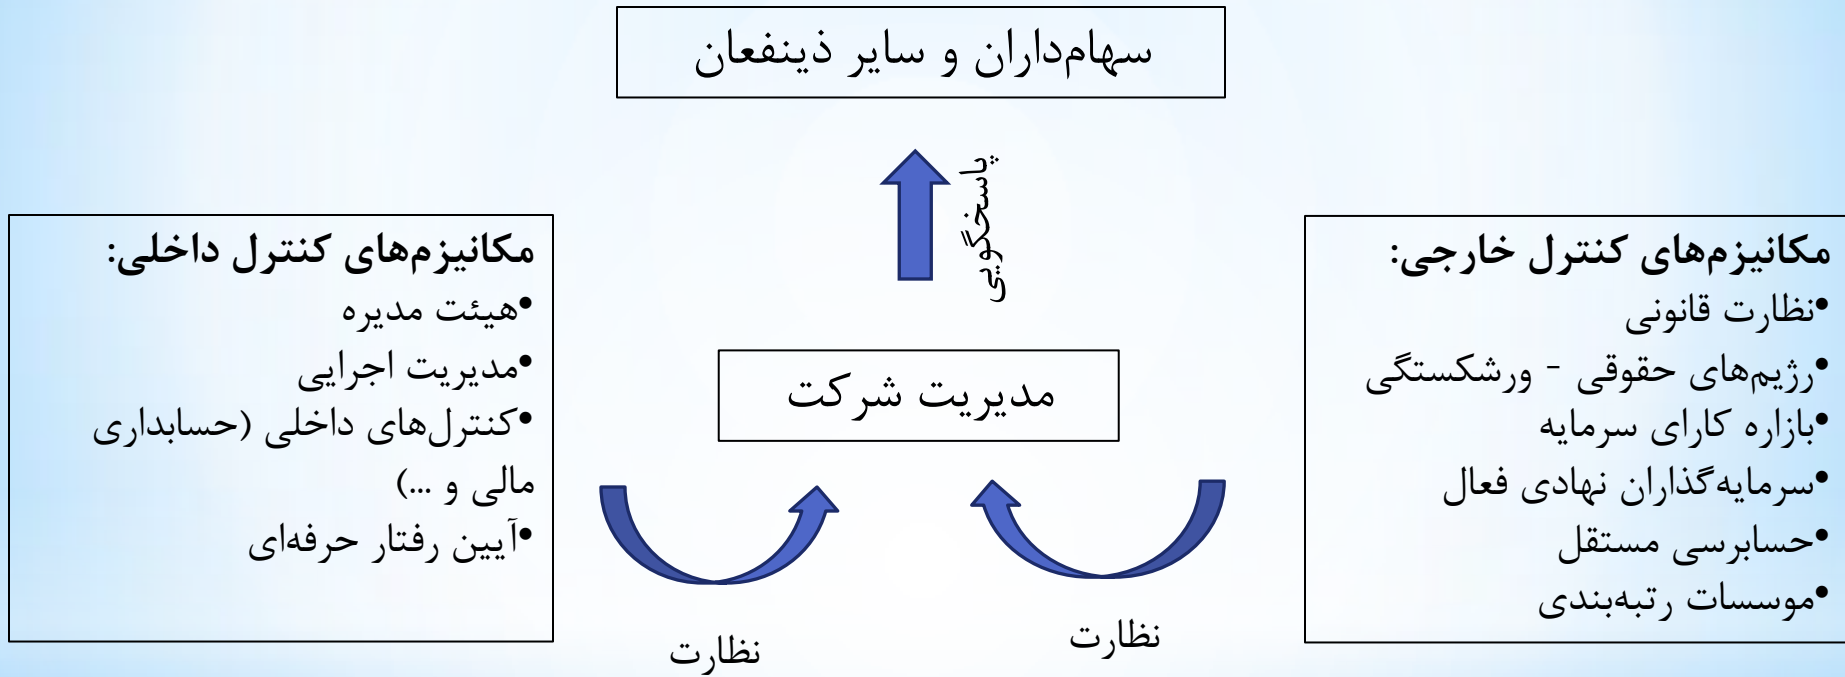 سهام‌داران و سایر ذینفعان
پاسخگویی
مکانیزم‌های کنترل خارجی:
•نظارت قانونی
•رژیم‌های حقوقی - ورشکستگی
•بازاره کارای سرمایه
•سرمایه‌گذاران نهادی فعال
•حسابرسی مستقل
•موسسات رتبه‌بندی
مدیریت شرکت
مکانیزم‌های کنترل داخلی:
•هیئت مدیره
•مدیریت اجرایی
•کنترل‌های داخلی (حسابداری
مالی و ...)
•آیین رفتار حرفه‌ای
نظارت
نظارت